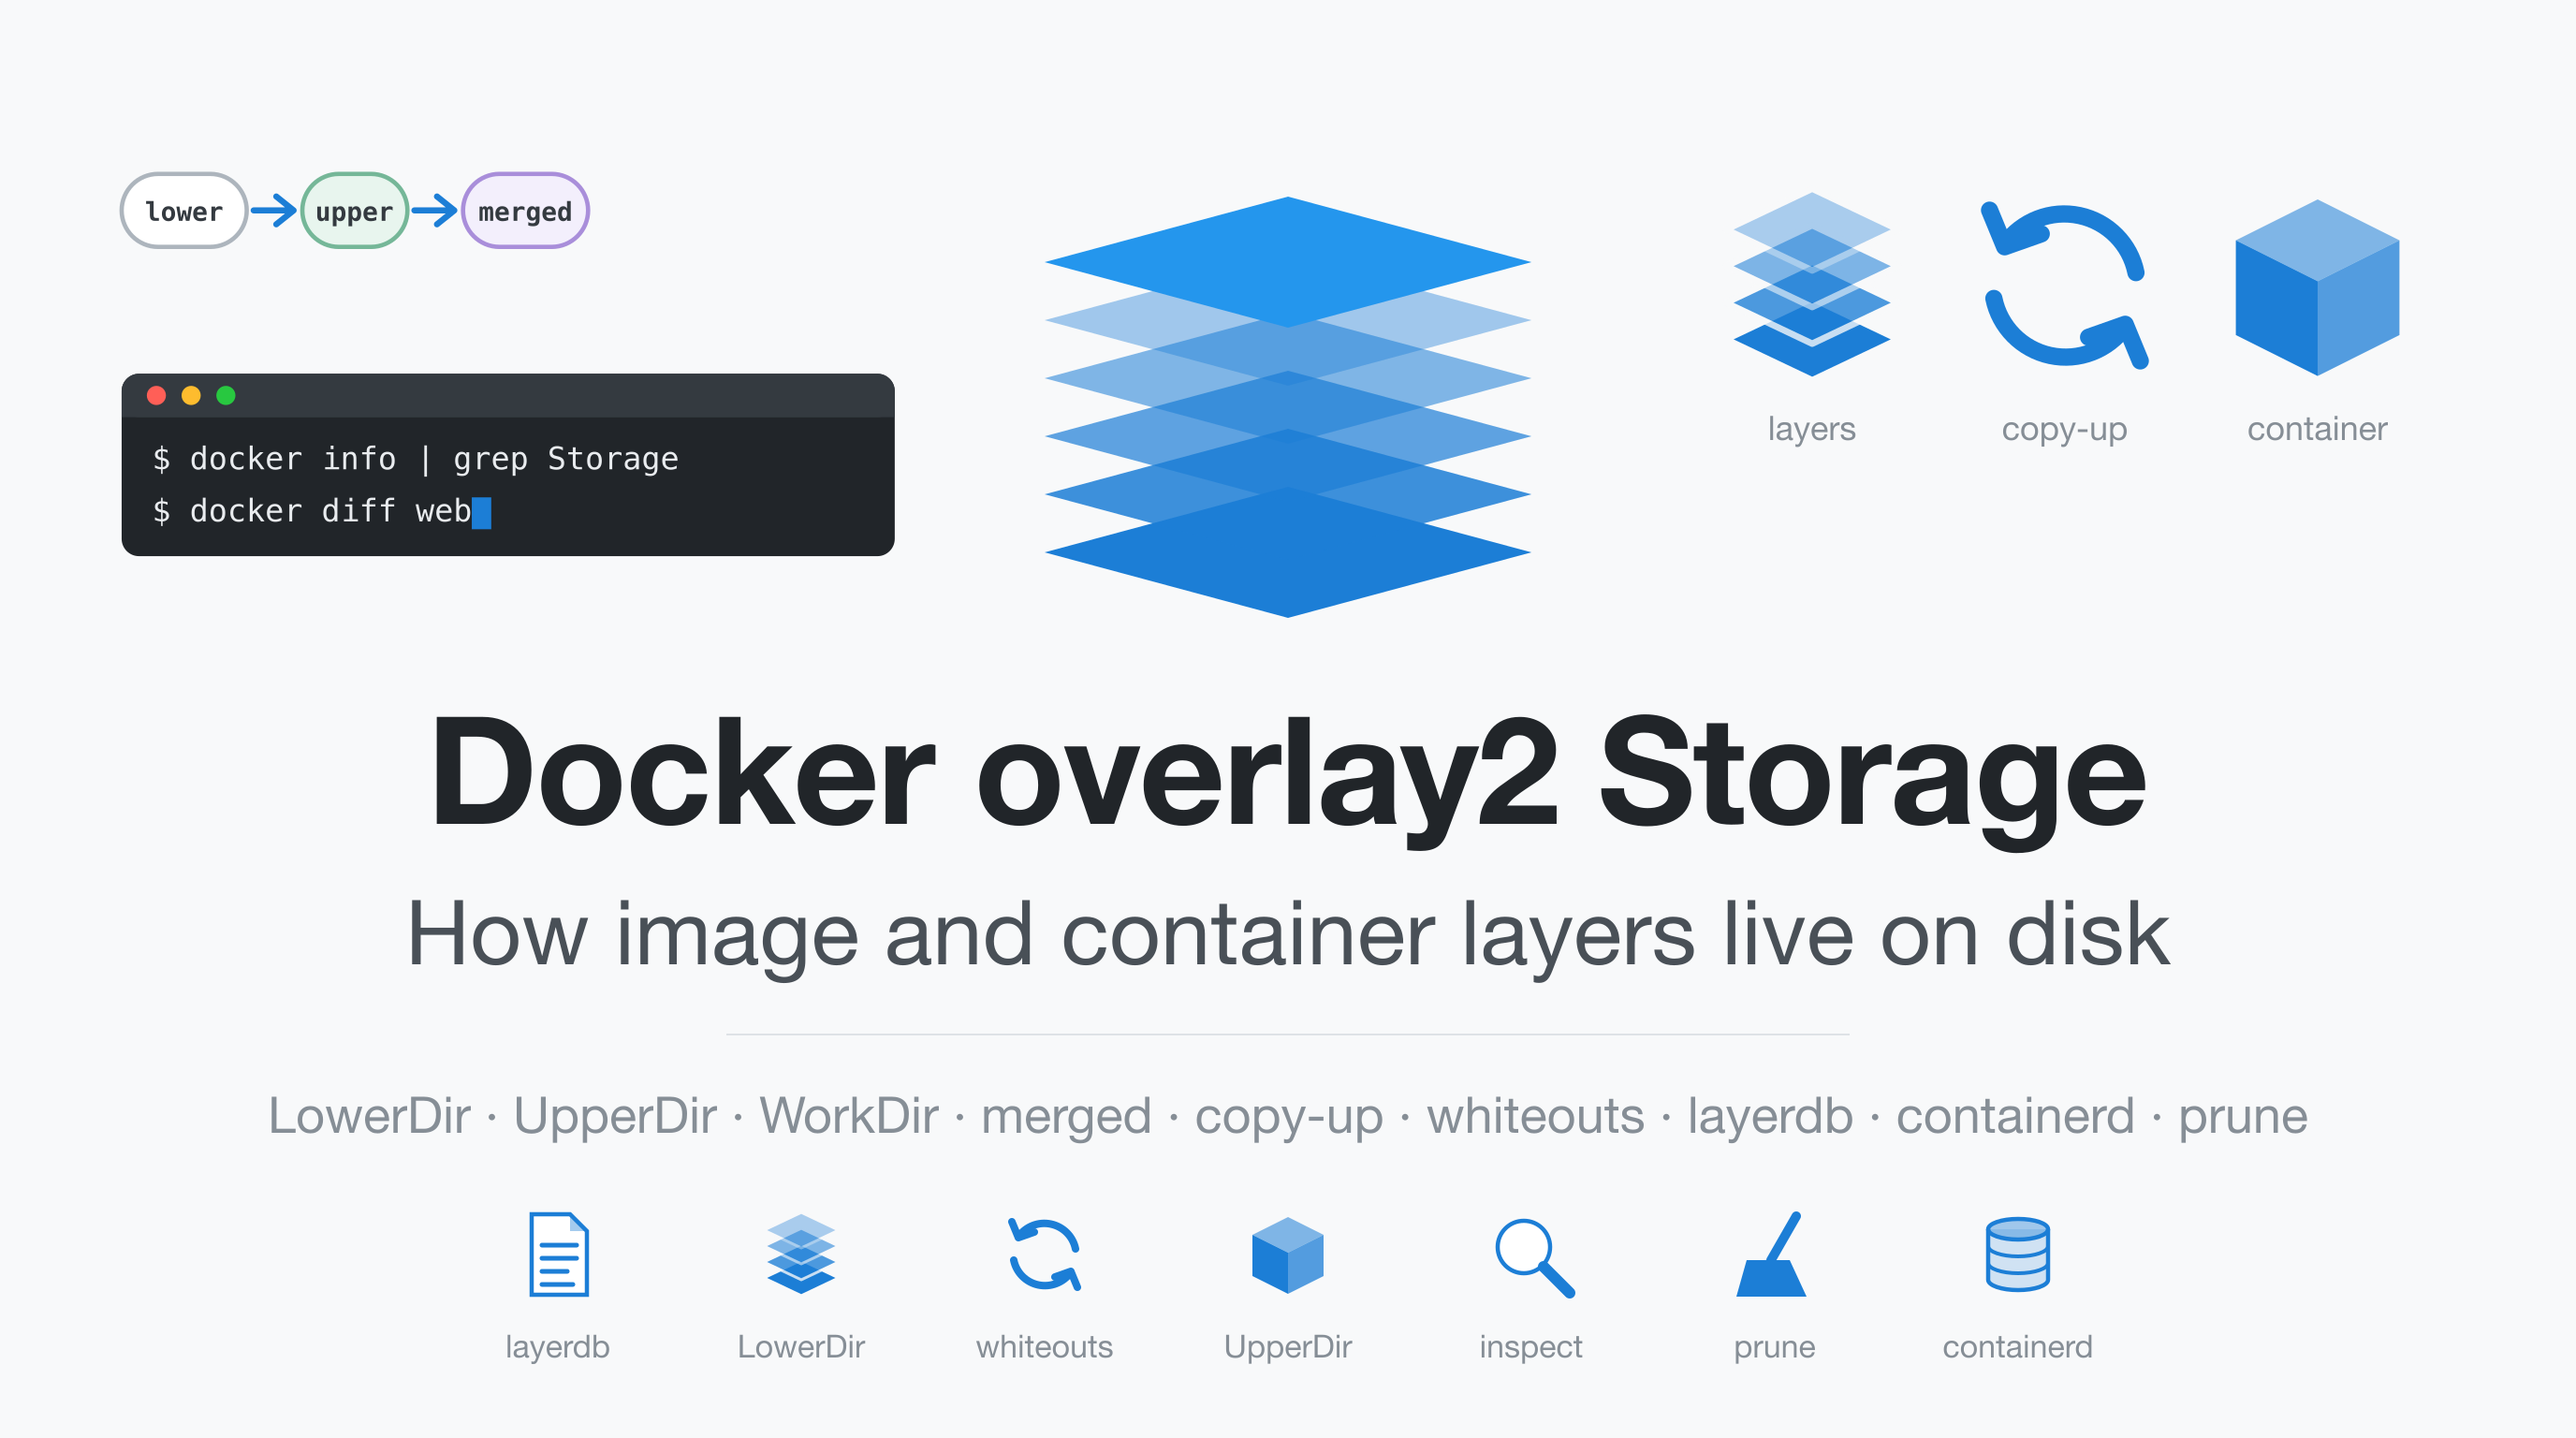 lower
upper
merged
$ docker info | grep Storage
$ docker diff web
layers
copy-up
container
Docker overlay2 Storage
How image and container layers live on disk
LowerDir · UpperDir · WorkDir · merged · copy-up · whiteouts · layerdb · containerd · prune
layerdb
LowerDir
whiteouts
UpperDir
inspect
prune
containerd